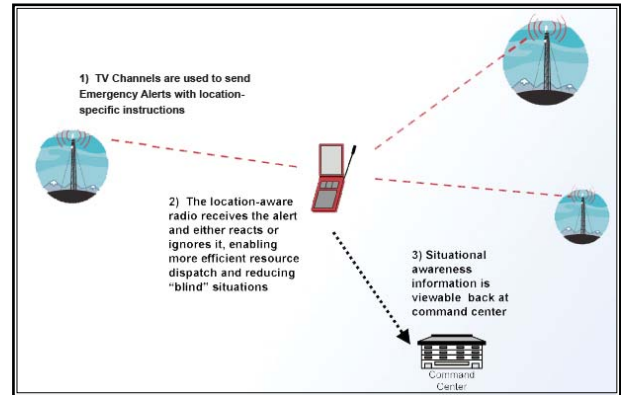 1) TV Channels are used to send
Emergency Alerts with location-
specific instructions
2) The location-aware
radio receives the alert
and either reacts or
ignores it, enabling
more efficient resource
dispatch and reducing
“blind” situations
3) Situational
awareness
information is
viewable back at
command center
Command
Center